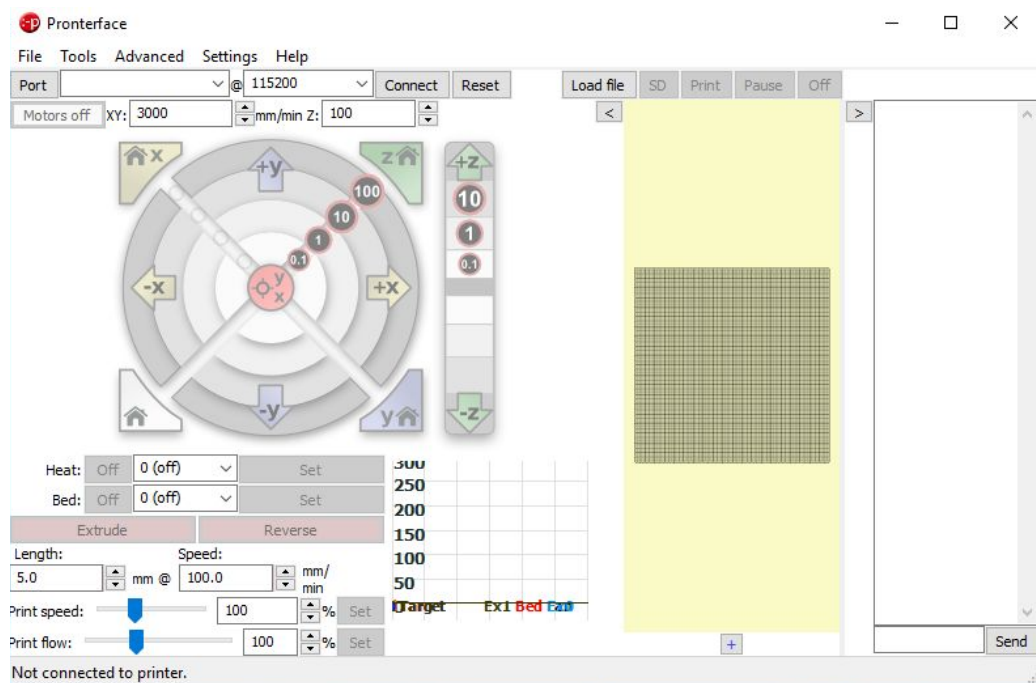 Pronterface
File Tools Advanced Settings Help
Port @ 115200 Connect Reset Load file SD Print Pause Off
Motors off XY: 3000 mm/min Z: 100 < >
x +y z +z
100 10
10 1
1 0.1
0.1
-x y x +x
-y y -z
Heat: Off 0 (off) Set
Bed: Off 0 (off) Set
Extrude Reverse
Length: Speed:
5.0 mm @ 100.0 mm/min
Print speed: 100 % Set
Print flow: 100 % Set
300
250
200
150
100
50
Target Ex1 Bed
+
Send
Not connected to printer.